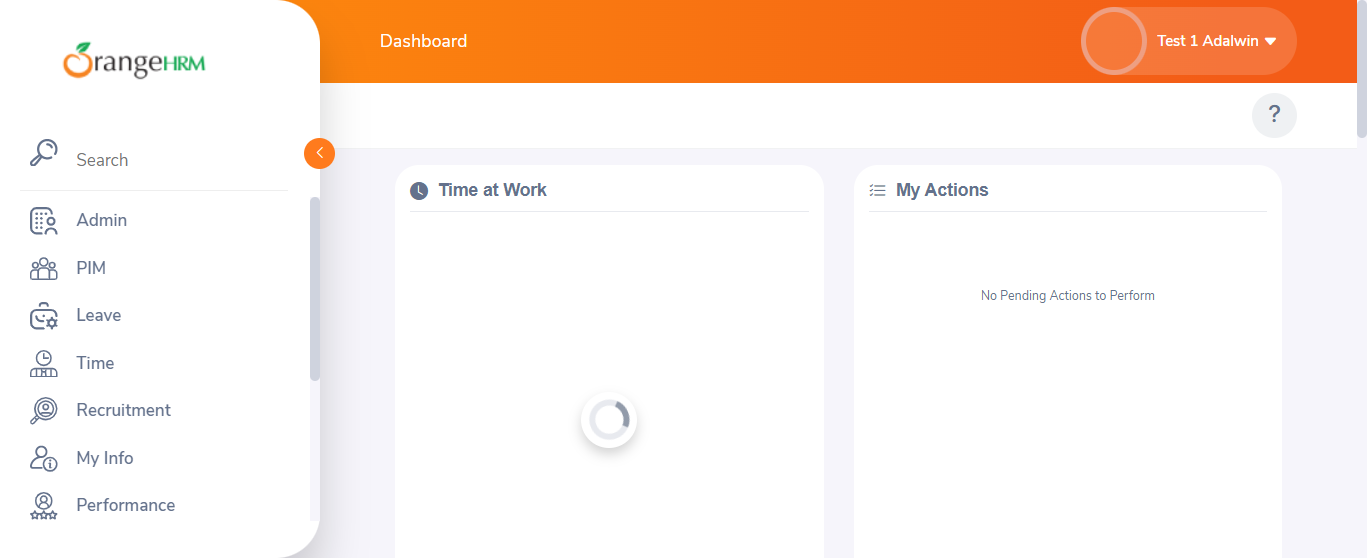 OrangeHRM
Dashboard
Test 1 Adalwin
?
Search
Admin
PIM
Leave
Time
Recruitment
My Info
Performance
Time at Work
My Actions
No Pending Actions to Perform